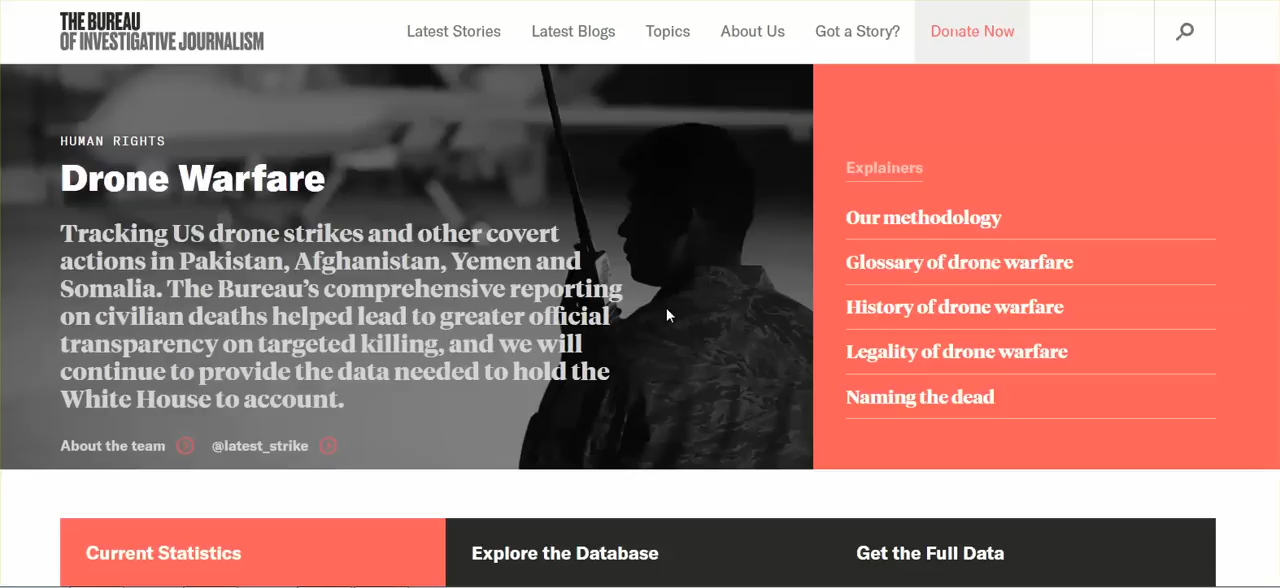 THE BUREAU
OF INVESTIGATIVE JOURNALISM
Latest Stories
Latest Blogs
Topics
About Us
Got a Story?
Donate Now
HUMAN RIGHTS
Drone Warfare
Tracking US drone strikes and other covert
actions in Pakistan, Afghanistan, Yemen and
Somalia. The Bureau's comprehensive reporting
on civilian deaths helped lead to greater official
transparency on targeted killing, and we will
continue to provide the data needed to hold the
White House to account.
About the team
@latest_strike
Explainers
Our methodology
Glossary of drone warfare
History of drone warfare
Legality of drone warfare
Naming the dead
Current Statistics
Explore the Database
Get the Full Data